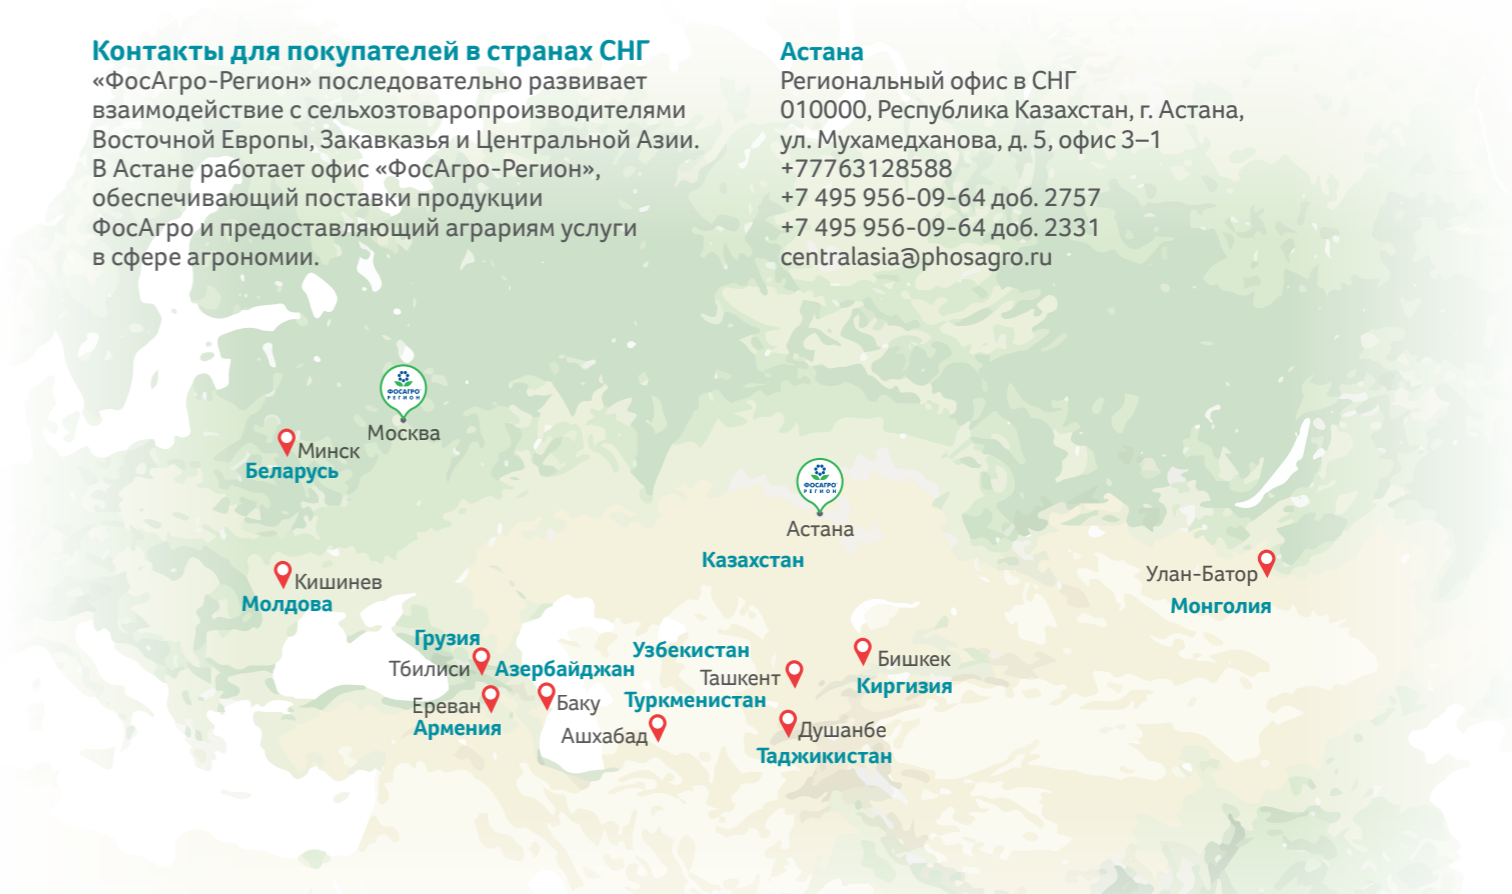 Контакты для покупателей в странах СНГ
«ФосАгро-Регион» последовательно развивает
взаимодействие с сельхозтоваропроизводителями
Восточной Европы, Закавказья и Центральной Азии.
В Астане работает офис «ФосАгро-Регион»,
обеспечивающий поставки продукции
ФосАгро и предоставляющий аграриям услуги
в сфере агрономии.
Астана
Региональный офис в СНГ
010000, Республика Казахстан, г. Астана,
ул. Мухамедханова, д. 5, офис 3–1
+77763128588
+7 495 956-09-64 доб. 2757
+7 495 956-09-64 доб. 2331
centralasia@phosagro.ru
ФОСАГРО
РЕГИОН
Москва
Минск
Беларусь
ФОСАГРО
РЕГИОН
Астана
Казахстан
Кишинев
Молдова
Улан-Батор
Монголия
Грузия
Тбилиси
Азербайджан
Баку
Ереван
Армения
Узбекистан
Ташкент
Туркменистан
Ашхабад
Бишкек
Киргизия
Душанбе
Таджикистан